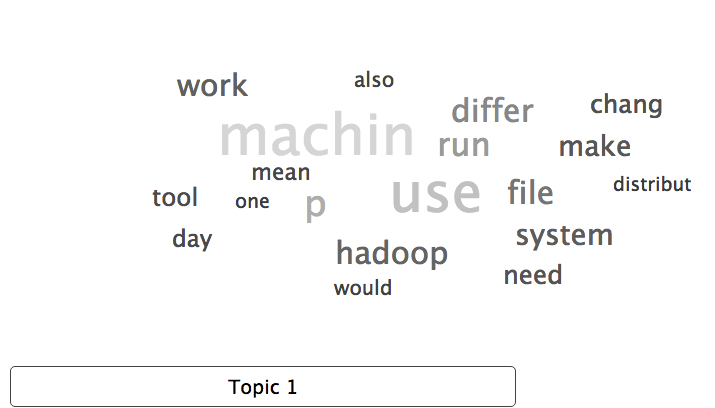 also
work
differ
chang
machin
run
make
mean
use
file
distribut
tool
one
p
day
hadoop
system
need
would
Topic 1